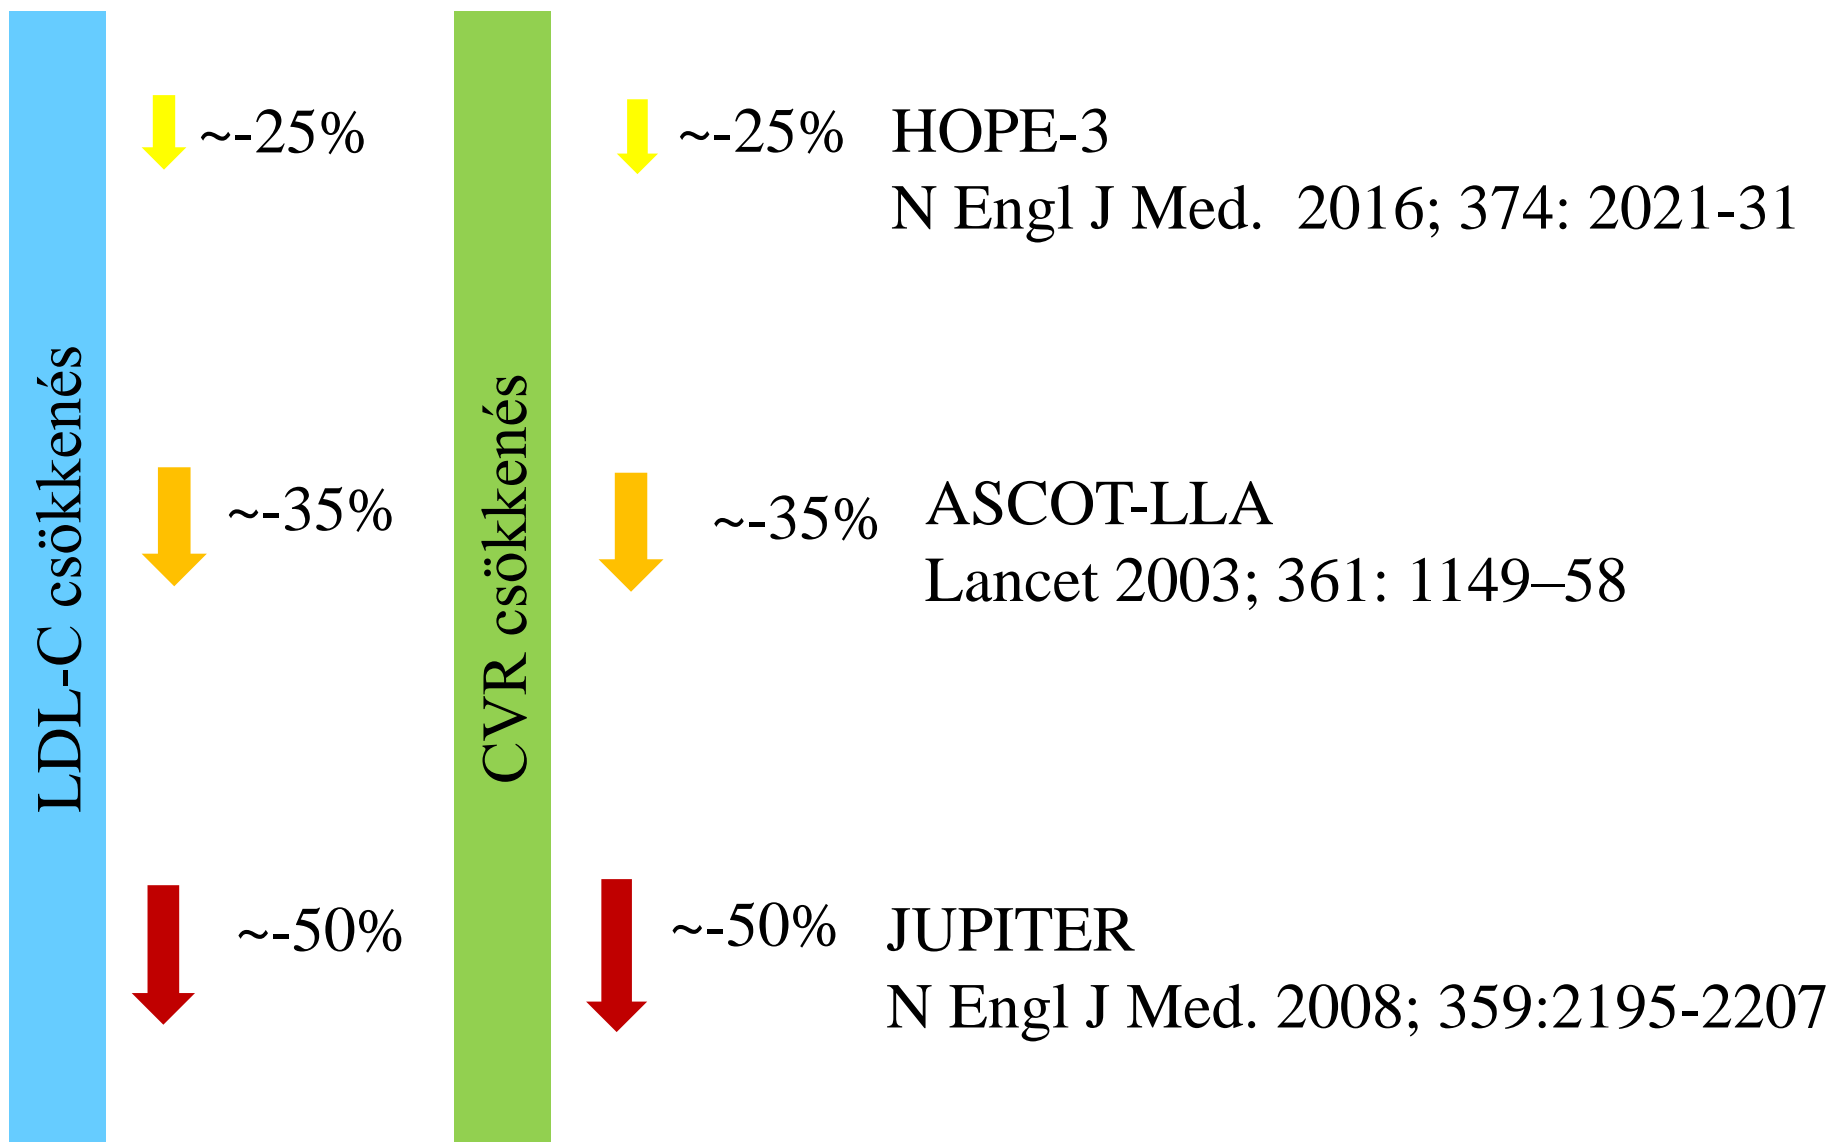 LDL-C csökkenés
CVR csökkenés
~-25%
~-25%
HOPE-3
N Engl J Med.  2016; 374: 2021-31
~-35%
~-35%
ASCOT-LLA
Lancet 2003; 361: 1149–58
~-50%
~-50%
JUPITER
N Engl J Med. 2008; 359:2195-2207